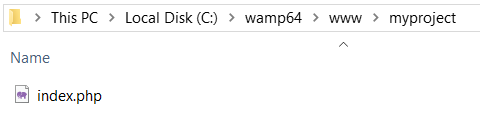 This PC > Local Disk (C:) > wamp64 > www > myproject
Name
index.php